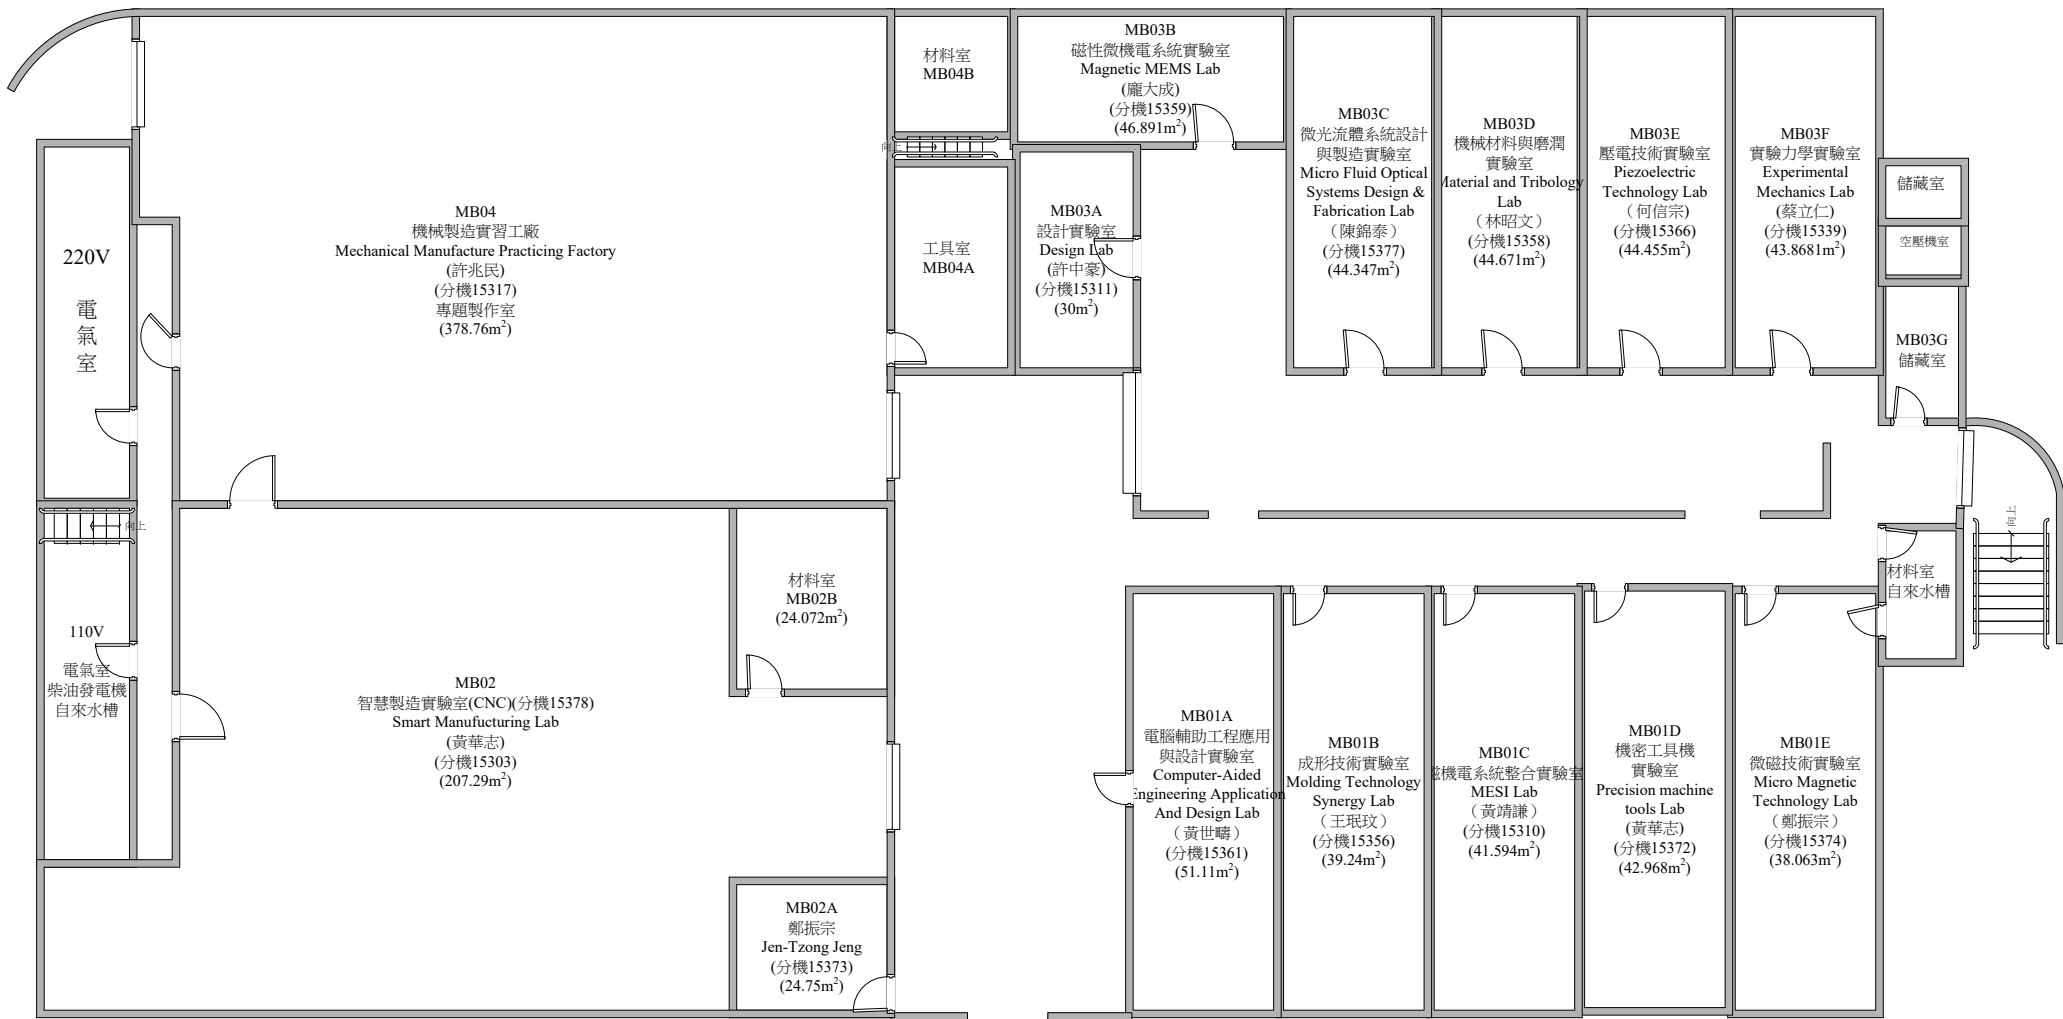 MB04
機械製造實習工廠
Mechanical Manufacture Practicing Factory
(許兆民)
(分機15317)
專題製作室
(378.76m²)
220V
電
氣
室
向上
110V
電氣室
柴油發電機
自來水槽
MB02
智慧製造實驗室(CNC)(分機15378)
Smart Manufucturing Lab
(黃華志)
(分機15303)
(207.29m²)
材料室
MB02B
(24.072m²)
MB02A
鄭振宗
Jen-Tzong Jeng
(分機15373)
(24.75m²)
材料室
MB04B
向上
工具室
MB04A
MB03B
磁性微機電系統實驗室
Magnetic MEMS Lab
(龐大成)
(分機15359)
(46.891m²)
MB03A
設計實驗室
Design Lab
(許中豪)
(分機15311)
(30m²)
MB03C
微光流體系統設計
與製造實驗室
Micro Fluid Optical
Systems Design &
Fabrication Lab
（陳錦泰）
(分機15377)
(44.347m²)
MB03D
機械材料與磨潤
實驗室
Material and Tribology
Lab
（林昭文）
(分機15358)
(44.671m²)
MB03E
壓電技術實驗室
Piezoelectric
Technology Lab
（何信宗)
(分機15366)
(44.455m²)
MB03F
實驗力學實驗室
Experimental
Mechanics Lab
(蔡立仁)
(分機15339)
(43.8681m²)
儲藏室
空壓機室
MB03G
儲藏室
向上
材料室
自來水槽
MB01A
電腦輔助工程應用
與設計實驗室
Computer-Aided
Engineering Application
And Design Lab
（黃世疇）
(分機15361)
(51.11m²)
MB01B
成形技術實驗室
Molding Technology
Synergy Lab
（王珉玟）
(分機15356)
(39.24m²)
MB01C
機電系統整合實驗室
MESI Lab
（黃靖謙）
(分機15310)
(41.594m²)
MB01D
機密工具機
實驗室
Precision machine
tools Lab
(黃華志)
(分機15372)
(42.968m²)
MB01E
微磁技術實驗室
Micro Magnetic
Technology Lab
（鄭振宗）
(分機15374)
(38.063m²)